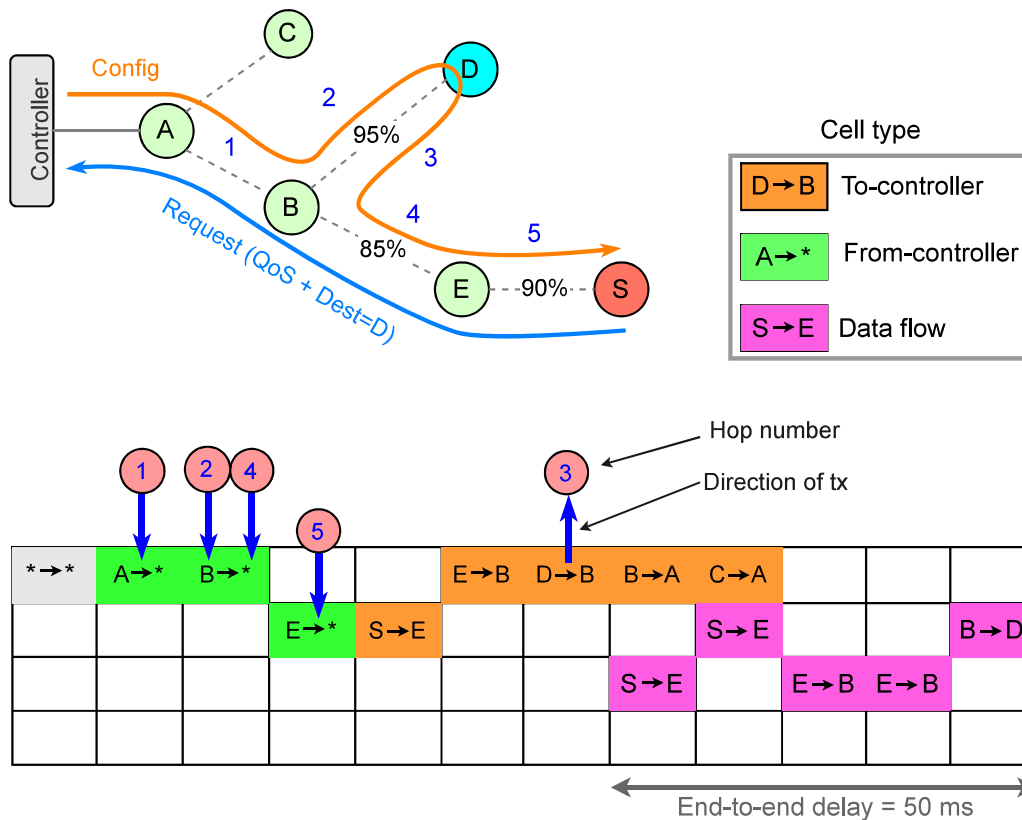 C
Config
2
D
Controller
A
95%
1
3
B
4
85%
5
Request (QoS + Dest=D)
E
90%
S
Cell type
D→B To-controller
A→* From-controller
S→E Data flow
Hop number
1
2
4
3
Direction of tx
5
*→* A→* B→* E→B D→B B→A C→A
E→* S→E S→E B→D
S→E E→B E→B
End-to-end delay = 50 ms